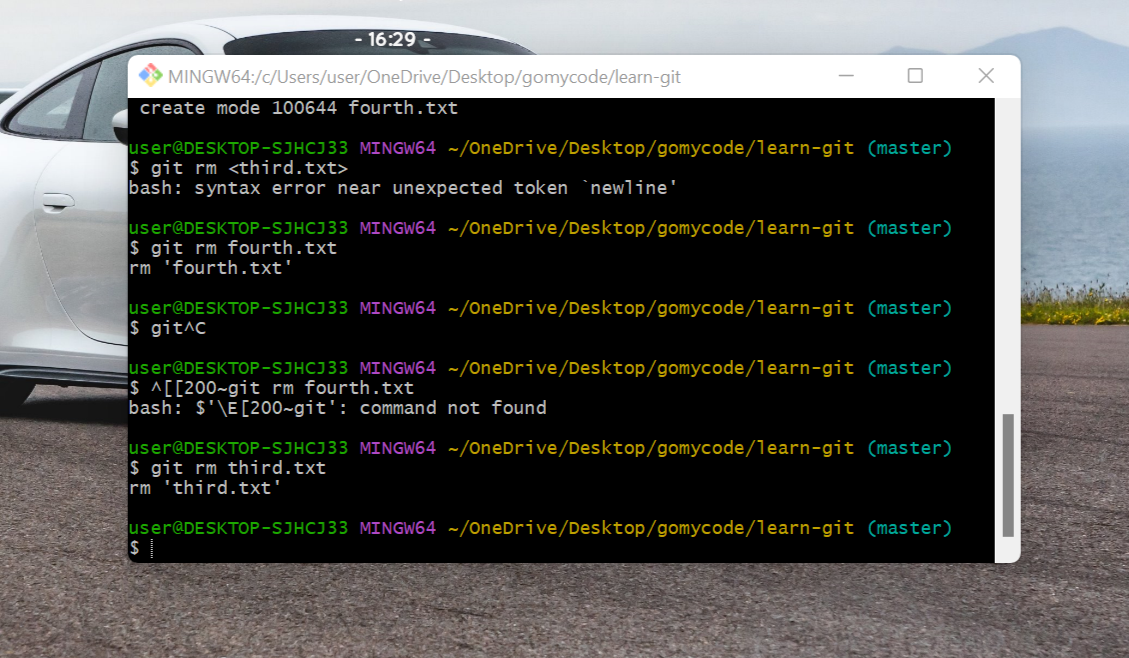 - 16:29 -
MINGW64:/c/Users/user/OneDrive/Desktop/gomycode/learn-git
create mode 100644 fourth.txt
user@DESKTOP-SJHCJ33 MINGW64 ~/OneDrive/Desktop/gomycode/learn-git (master)
$ git rm <third.txt>
bash: syntax error near unexpected token `newline'
user@DESKTOP-SJHCJ33 MINGW64 ~/OneDrive/Desktop/gomycode/learn-git (master)
$ git rm fourth.txt
rm 'fourth.txt'
user@DESKTOP-SJHCJ33 MINGW64 ~/OneDrive/Desktop/gomycode/learn-git (master)
$ git^C
user@DESKTOP-SJHCJ33 MINGW64 ~/OneDrive/Desktop/gomycode/learn-git (master)
$ ^[[200~git rm fourth.txt
bash: $'\E[200~git': command not found
user@DESKTOP-SJHCJ33 MINGW64 ~/OneDrive/Desktop/gomycode/learn-git (master)
$ git rm third.txt
rm 'third.txt'
user@DESKTOP-SJHCJ33 MINGW64 ~/OneDrive/Desktop/gomycode/learn-git (master)
$